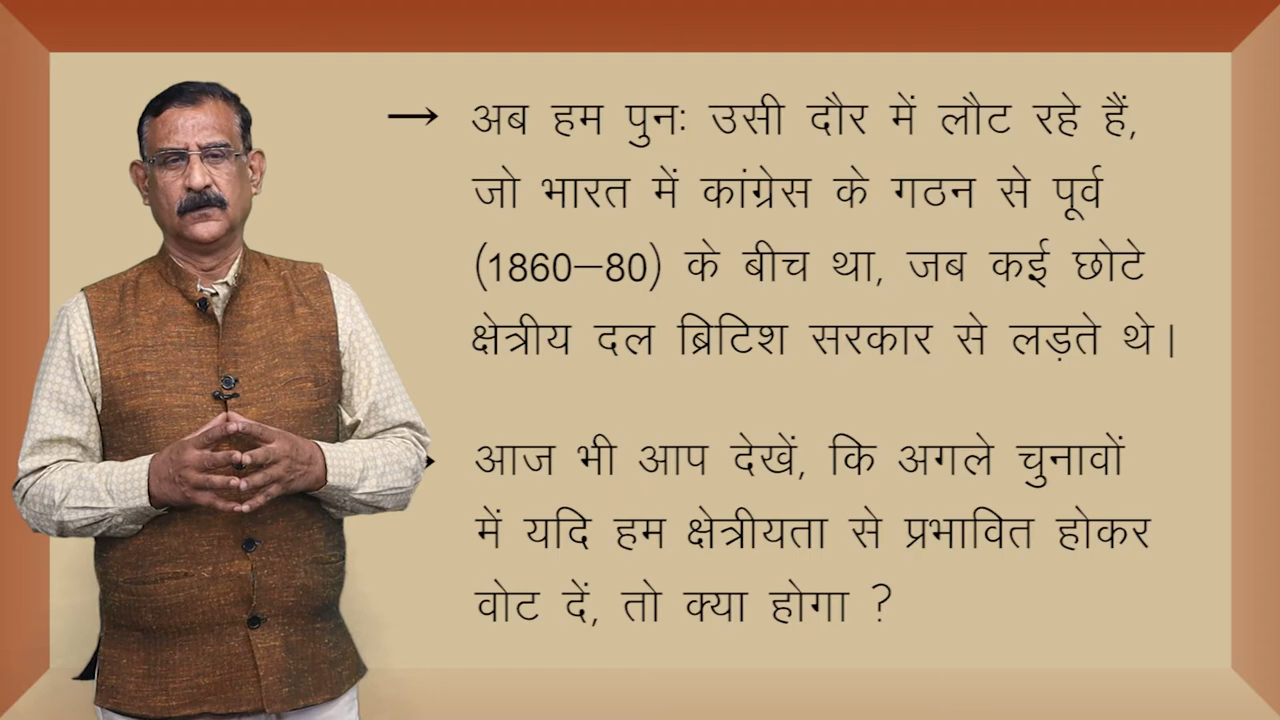 → अब हम पुनः उसी दौर में लौट रहे हैं,
जो भारत में कांग्रेस के गठन से पूर्व
(1860–80) के बीच था, जब कई छोटे
क्षेत्रीय दल ब्रिटिश सरकार से लड़ते थे।
आज भी आप देखें, कि अगले चुनावों
में यदि हम क्षेत्रीयता से प्रभावित होकर
वोट दें, तो क्या होगा ?